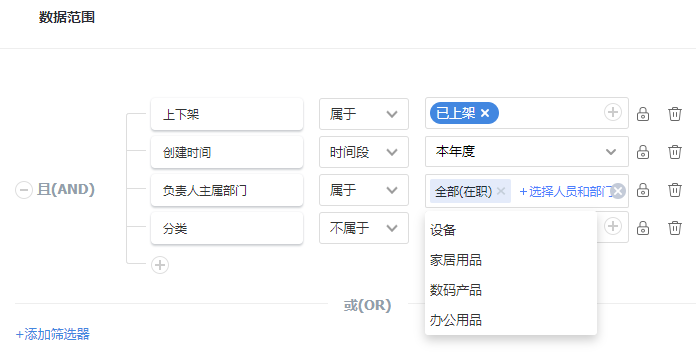 数据范围
上下架 属于 已上架 ×
创建时间 时间段 本年度
且(AND)
负责人主属部门 属于 全部(在职) × +选择人员和部门
分类 不属于
设备
家居用品
数码产品
办公用品
或(OR)
+添加筛选器